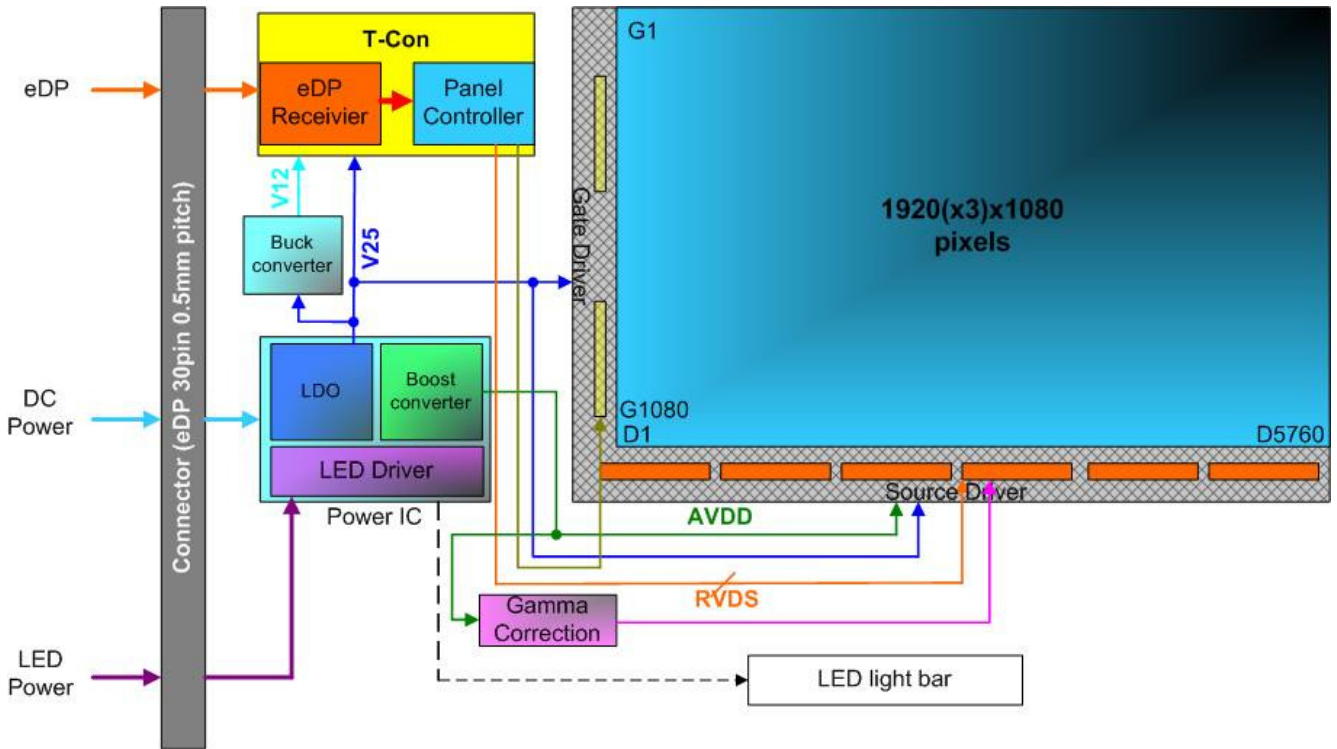 T-Con
eDP
eDP
Receivier
Panel
Controller
G1
V12
Buck
converter
V25
Gate Driver
1920(x3)x1080
pixels
Connector (eDP 30pin 0.5mm pitch)
DC
Power
LDO
Boost
converter
LED Driver
Power IC
G1080
D1
D5760
Source Driver
AVDD
RVDS
Gamma
Correction
LED
Power
LED light bar